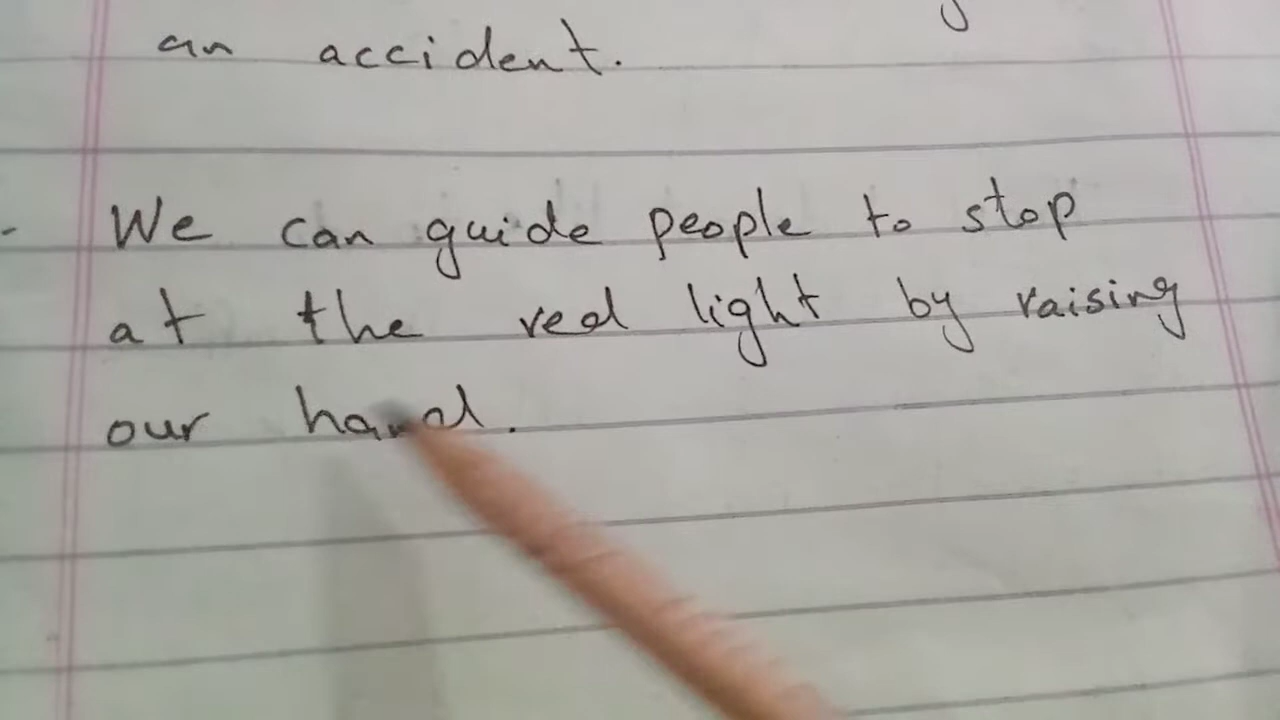 an accident.
- We can guide people to stop
at the red light by raising
our hand.